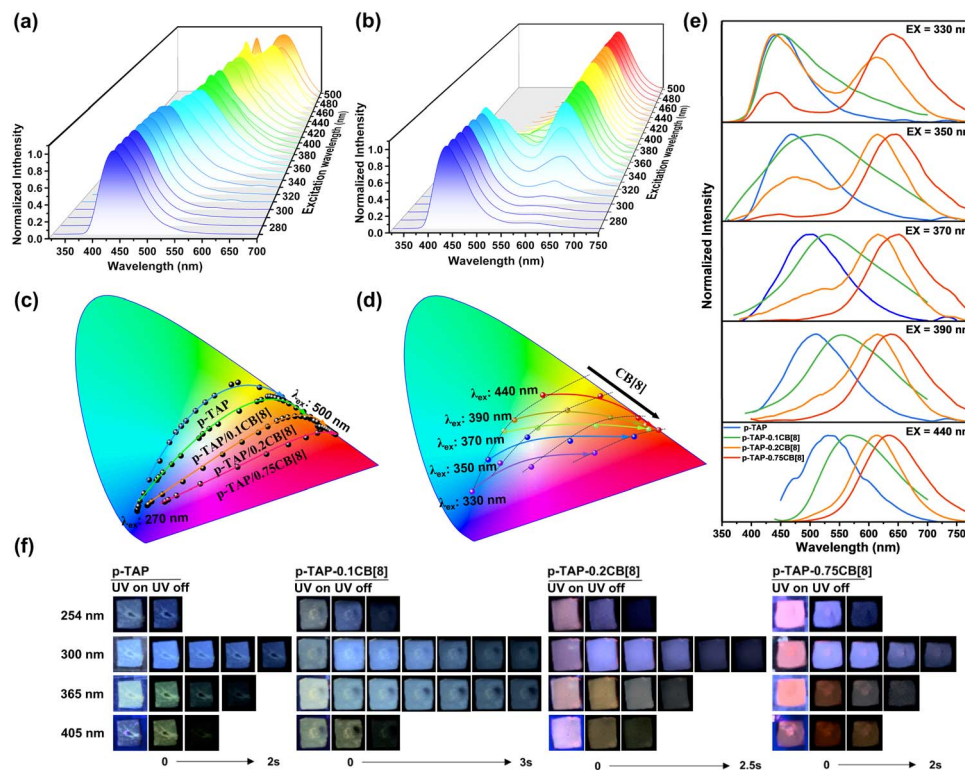 (a)
Normalized Inthensity
1.0
0.8
0.6
0.4
0.2
0.0
350 400 450 500 550 600 650 700
Wavelength (nm)
500
480
460
440
420
400
380
360
340
320
300
280
Excitation wavelength (nm)
(b)
Normalized Intensity
1.0
0.8
0.6
0.4
0.2
0.0
350 400 450 500 550 600 650 700 750
Wavelength (nm)
500
480
460
440
420
400
380
360
340
320
300
280
Excitation wavelength (nm)
(c)
p-TAP
p-TAP/0.1CB[8]
p-TAP/0.2CB[8]
p-TAP/0.75CB[8]
λex: 500 nm
λex: 270 nm
(d)
CB[8]
λex: 440 nm
λex: 390 nm
λex: 370 nm
λex: 350 nm
λex: 330 nm
(e)
Normalized Intensity
EX = 330 nm
EX = 350 nm
EX = 370 nm
EX = 390 nm
EX = 440 nm
p-TAP
p-TAP-0.1CB[8]
p-TAP-0.2CB[8]
p-TAP-0.75CB[8]
350 400 450 500 550 600 650 700 750
Wavelength (nm)
(f)
p-TAP
UV on UV off
p-TAP-0.1CB[8]
UV on UV off
p-TAP-0.2CB[8]
UV on UV off
p-TAP-0.75CB[8]
UV on UV off
254 nm
300 nm
365 nm
405 nm
0 2s
0 3s
0 2.5s
0 2s